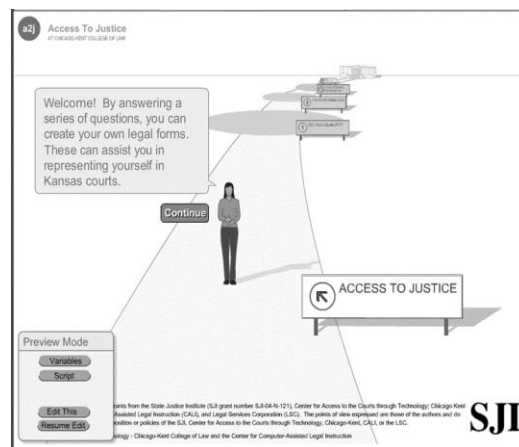 a2j
Access To Justice
AT CHICAGO-KENT COLLEGE OF LAW
Welcome! By answering a
series of questions, you can
create your own legal forms.
These can assist you in
representing yourself in
Kansas courts.
Continue
DO YOU QUALIFY?
ACCESS TO JUSTICE
Preview Mode
Variables
Script
Edit This
Resume Edit
from the State Justice Institute (SJI grant number SJI-04-N-121), Center for Access to the Courts through Technology; Chicago Kent
Assisted Legal Instruction (CALI), and Legal Services Corporation (LSC). The points of view expressed are those of the authors and do
or policies of the SJI, Center for Access to the Courts through Technology, Chicago-Kent, CALI, or the LSC.
- Chicago-Kent College of Law and the Center for Computer-Assisted Legal Instruction
SJI